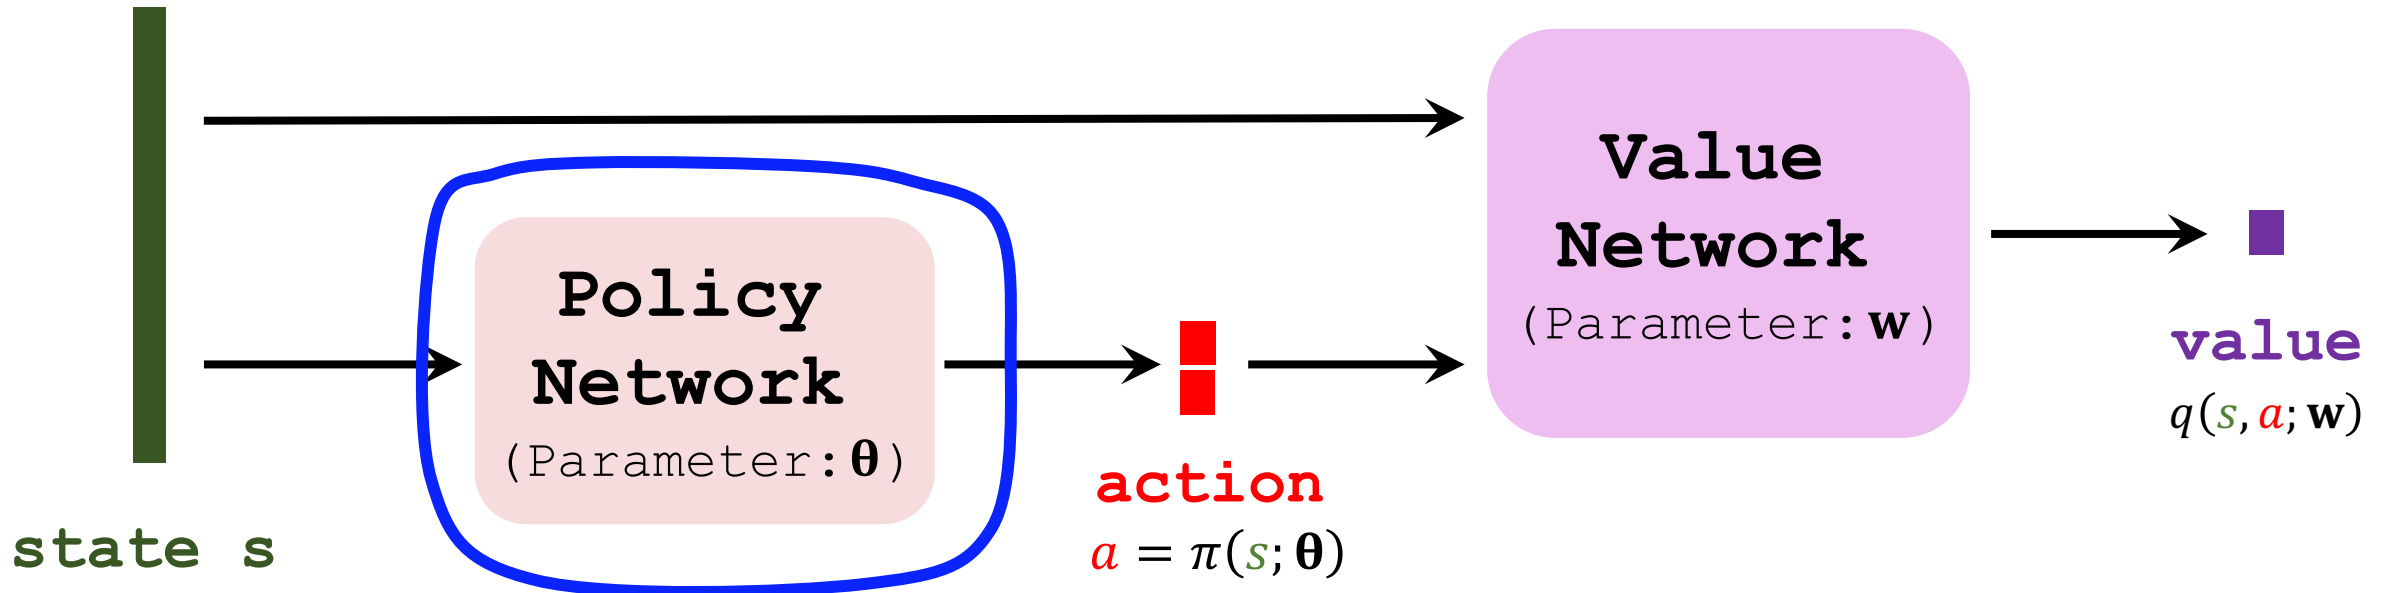 Value
Network
(Parameter: w)
Policy
Network
(Parameter: θ)
value
q(s, a; w)
action
a = π(s; θ)
state s